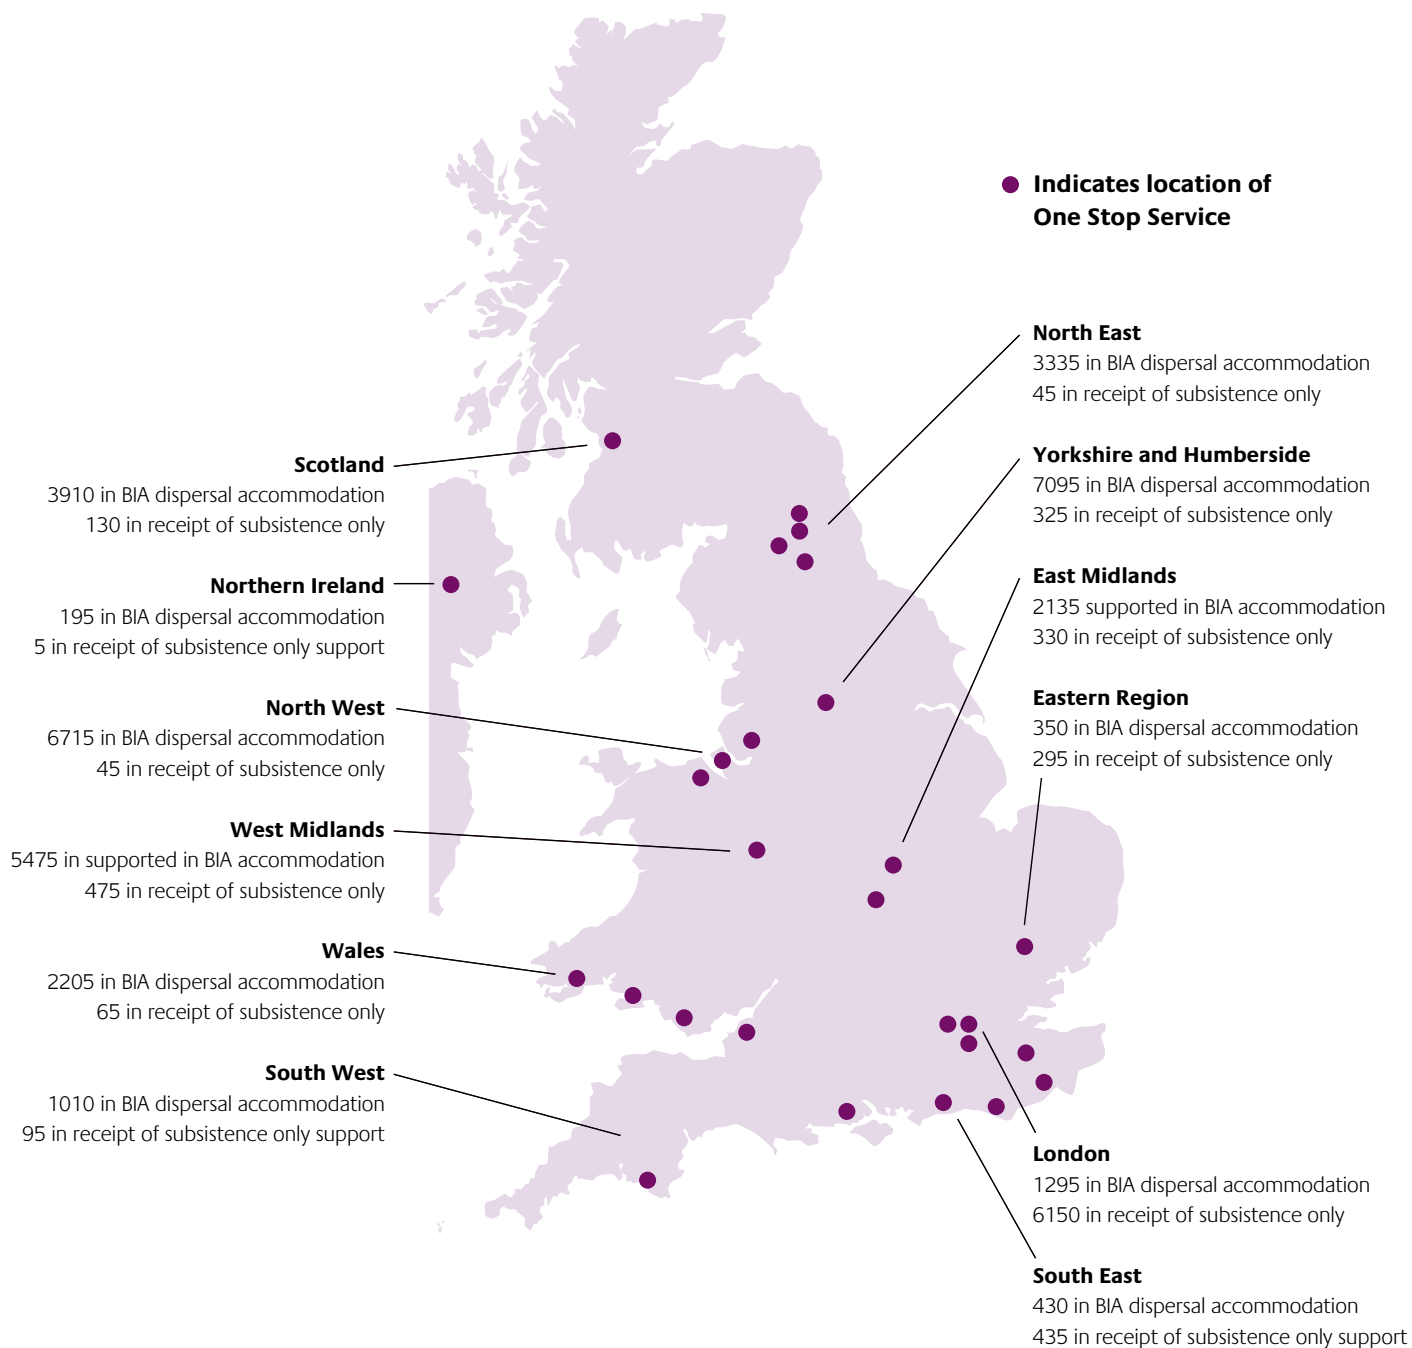 Indicates location of
One Stop Service
North East
3335 in BIA dispersal accommodation
45 in receipt of subsistence only
Yorkshire and Humberside
7095 in BIA dispersal accommodation
325 in receipt of subsistence only
East Midlands
2135 supported in BIA accommodation
330 in receipt of subsistence only
Eastern Region
350 in BIA dispersal accommodation
295 in receipt of subsistence only
Scotland
3910 in BIA dispersal accommodation
130 in receipt of subsistence only
Northern Ireland
195 in BIA dispersal accommodation
5 in receipt of subsistence only support
North West
6715 in BIA dispersal accommodation
45 in receipt of subsistence only
West Midlands
5475 in supported in BIA accommodation
475 in receipt of subsistence only
Wales
2205 in BIA dispersal accommodation
65 in receipt of subsistence only
South West
1010 in BIA dispersal accommodation
95 in receipt of subsistence only support
London
1295 in BIA dispersal accommodation
6150 in receipt of subsistence only
South East
430 in BIA dispersal accommodation
435 in receipt of subsistence only support